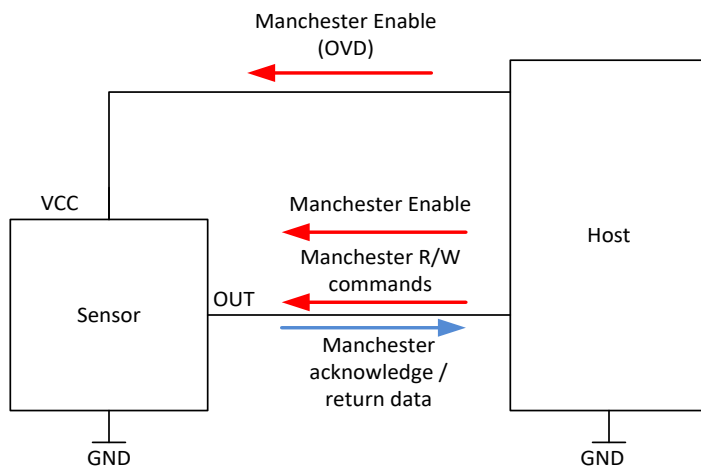 Manchester Enable
(OVD)
VCC
Manchester Enable
Host
Manchester R/W
commands
OUT
Sensor
Manchester
acknowledge /
return data
GND
GND